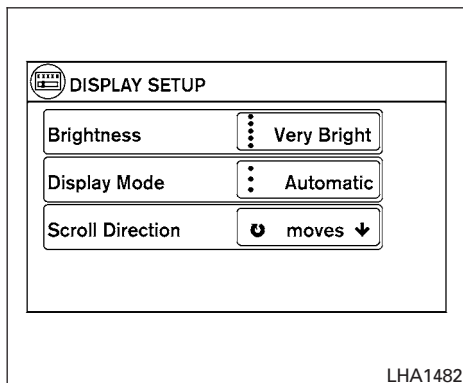 DISPLAY SETUP
Brightness Very Bright
Display Mode Automatic
Scroll Direction ↻ moves ↓
LHA1482